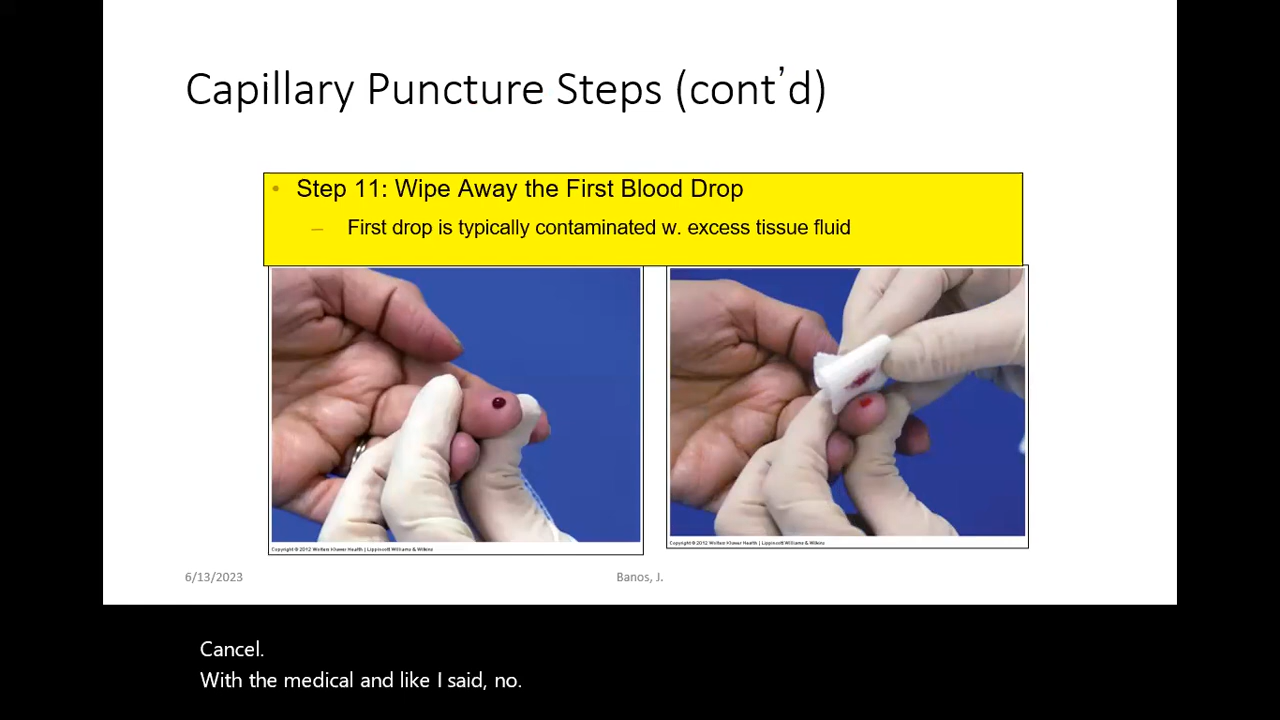 Capillary Puncture Steps (cont’d)
• Step 11: Wipe Away the First Blood Drop
– First drop is typically contaminated w. excess tissue fluid
Copyright © 2012 Wolters Kluwer Health | Lippincott Williams & Wilkins
Copyright © 2012 Wolters Kluwer Health | Lippincott Williams & Wilkins
6/13/2023
Banos, J.
Cancel.
With the medical and like I said, no.